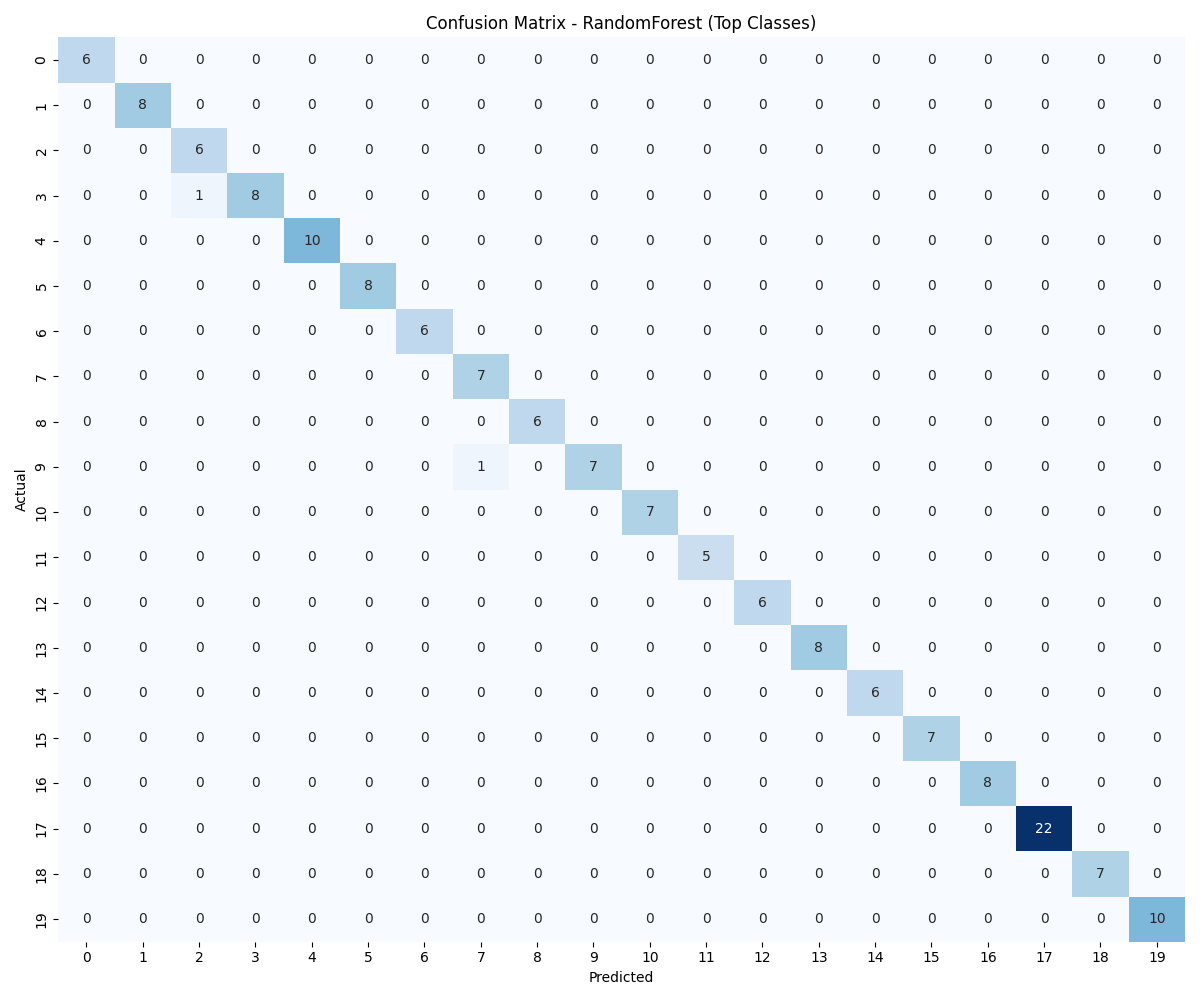 Confusion Matrix - RandomForest (Top Classes)
0 6 0 0 0 0 0 0 0 0 0 0 0 0 0 0 0 0 0 0 0
1 0 8 0 0 0 0 0 0 0 0 0 0 0 0 0 0 0 0 0 0
2 0 0 6 0 0 0 0 0 0 0 0 0 0 0 0 0 0 0 0 0
3 0 0 1 8 0 0 0 0 0 0 0 0 0 0 0 0 0 0 0 0
4 0 0 0 0 10 0 0 0 0 0 0 0 0 0 0 0 0 0 0 0
5 0 0 0 0 0 8 0 0 0 0 0 0 0 0 0 0 0 0 0 0
6 0 0 0 0 0 0 6 0 0 0 0 0 0 0 0 0 0 0 0 0
7 0 0 0 0 0 0 0 7 0 0 0 0 0 0 0 0 0 0 0 0
8 0 0 0 0 0 0 0 0 6 0 0 0 0 0 0 0 0 0 0 0
9 0 0 0 0 0 0 0 1 0 7 0 0 0 0 0 0 0 0 0 0
Actual
10 0 0 0 0 0 0 0 0 0 0 7 0 0 0 0 0 0 0 0 0
11 0 0 0 0 0 0 0 0 0 0 0 5 0 0 0 0 0 0 0 0
12 0 0 0 0 0 0 0 0 0 0 0 0 6 0 0 0 0 0 0 0
13 0 0 0 0 0 0 0 0 0 0 0 0 0 8 0 0 0 0 0 0
14 0 0 0 0 0 0 0 0 0 0 0 0 0 0 6 0 0 0 0 0
15 0 0 0 0 0 0 0 0 0 0 0 0 0 0 0 7 0 0 0 0
16 0 0 0 0 0 0 0 0 0 0 0 0 0 0 0 0 8 0 0 0
17 0 0 0 0 0 0 0 0 0 0 0 0 0 0 0 0 0 22 0 0
18 0 0 0 0 0 0 0 0 0 0 0 0 0 0 0 0 0 0 7 0
19 0 0 0 0 0 0 0 0 0 0 0 0 0 0 0 0 0 0 0 10
0 1 2 3 4 5 6 7 8 9 10 11 12 13 14 15 16 17 18 19
Predicted